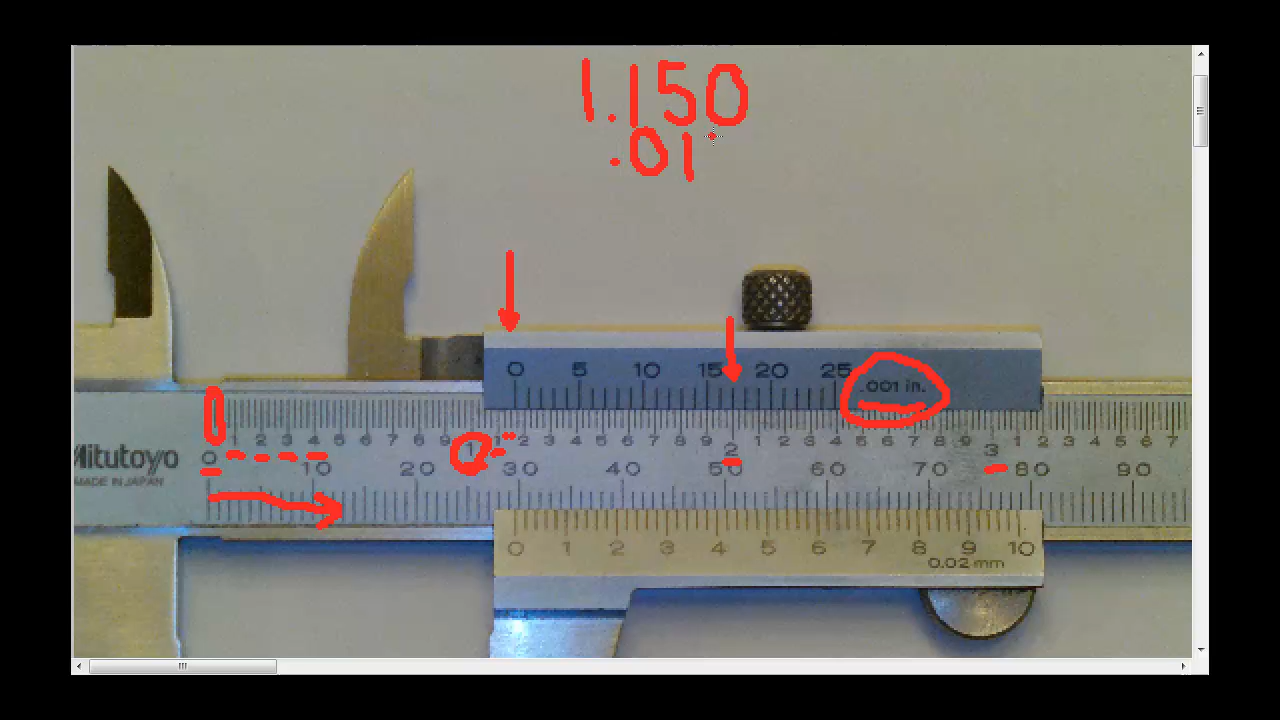 1.150
.01
0 5 10 15 20 25 .001 in.
1 2 3 4 5 6 7 8 9 1 1 2 3 4 5 6 7 8 9 2 1 2 3 4 5 6 7 8 9 3 1 2 3 4 5 6 7
Mitutoyo 0 10 20 30 40 50 60 70 80 90
MADE IN JAPAN
0 1 2 3 4 5 6 7 8 9 10
0.02 mm